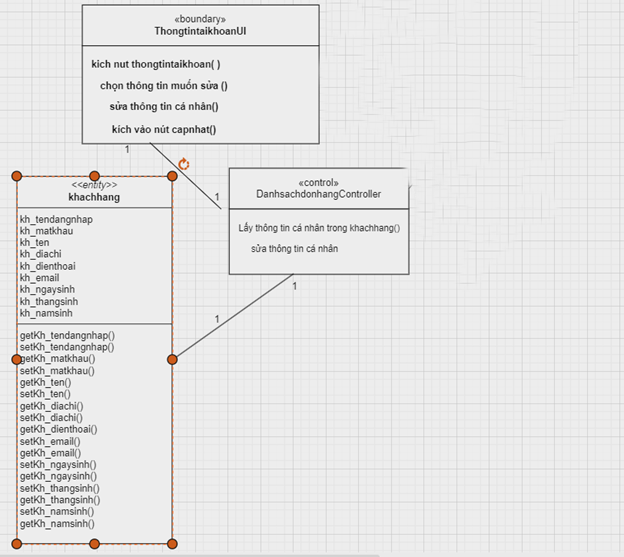 «boundary»
ThongtintaikhoanUI
kich nut thongtintaikhoan( )
chọn thông tin muốn sửa ()
sửa thông tin cá nhân()
kích vào nút capnhat()
1
1
<<entity>>
khachhang
kh_tendangnhap
kh_matkhau
kh_ten
kh_diachi
kh_dienthoai
kh_email
kh_ngaysinh
kh_thangsinh
kh_namsinh
getKh_tendangnhap()
setKh_tendangnhap()
getKh_matkhau()
setKh_matkhau()
getKh_ten()
setKh_ten()
getKh_diachi()
setKh_diachi()
getKh_dienthoai()
setKh_email()
getKh_email()
setKh_ngaysinh()
getKh_ngaysinh()
setKh_thangsinh()
getKh_thangsinh()
setKh_namsinh()
getKh_namsinh()
«control»
DanhsachdonhangController
Lấy thông tin cá nhân trong khachhang()
sửa thông tin cá nhân
1
1